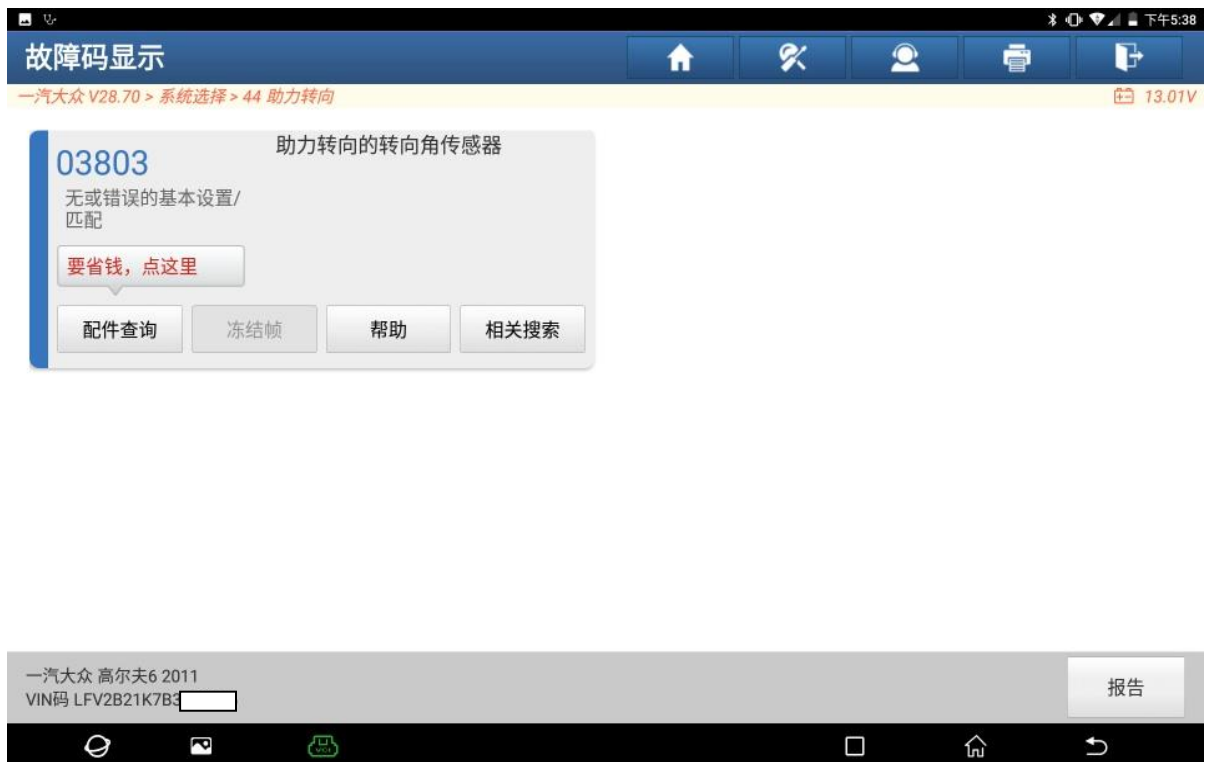 下午5:38
故障码显示
一汽大众 V28.70 > 系统选择 > 44 助力转向
13.01V
03803
助力转向的转向角传感器
无或错误的基本设置/
匹配
要省钱，点这里
配件查询
冻结帧
帮助
相关搜索
一汽大众 高尔夫6 2011
VIN码 LFV2B21K7B3
报告
VCI